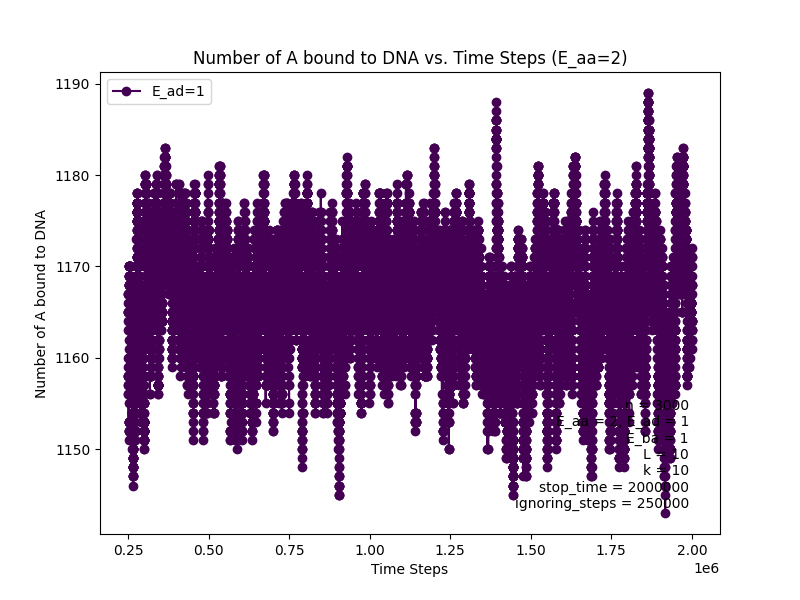 Number of A bound to DNA vs. Time Steps (E_aa=2)
E_ad=1
Number of A bound to DNA
1190
1180
1170
1160
1150
n = 3000
E_aa = 2, E_ad = 1
E_ba = 1
L = 10
k = 10
stop_time = 2000000
ignoring_steps = 250000
0.25 0.50 0.75 1.00 1.25 1.50 1.75 2.00
1e6
Time Steps